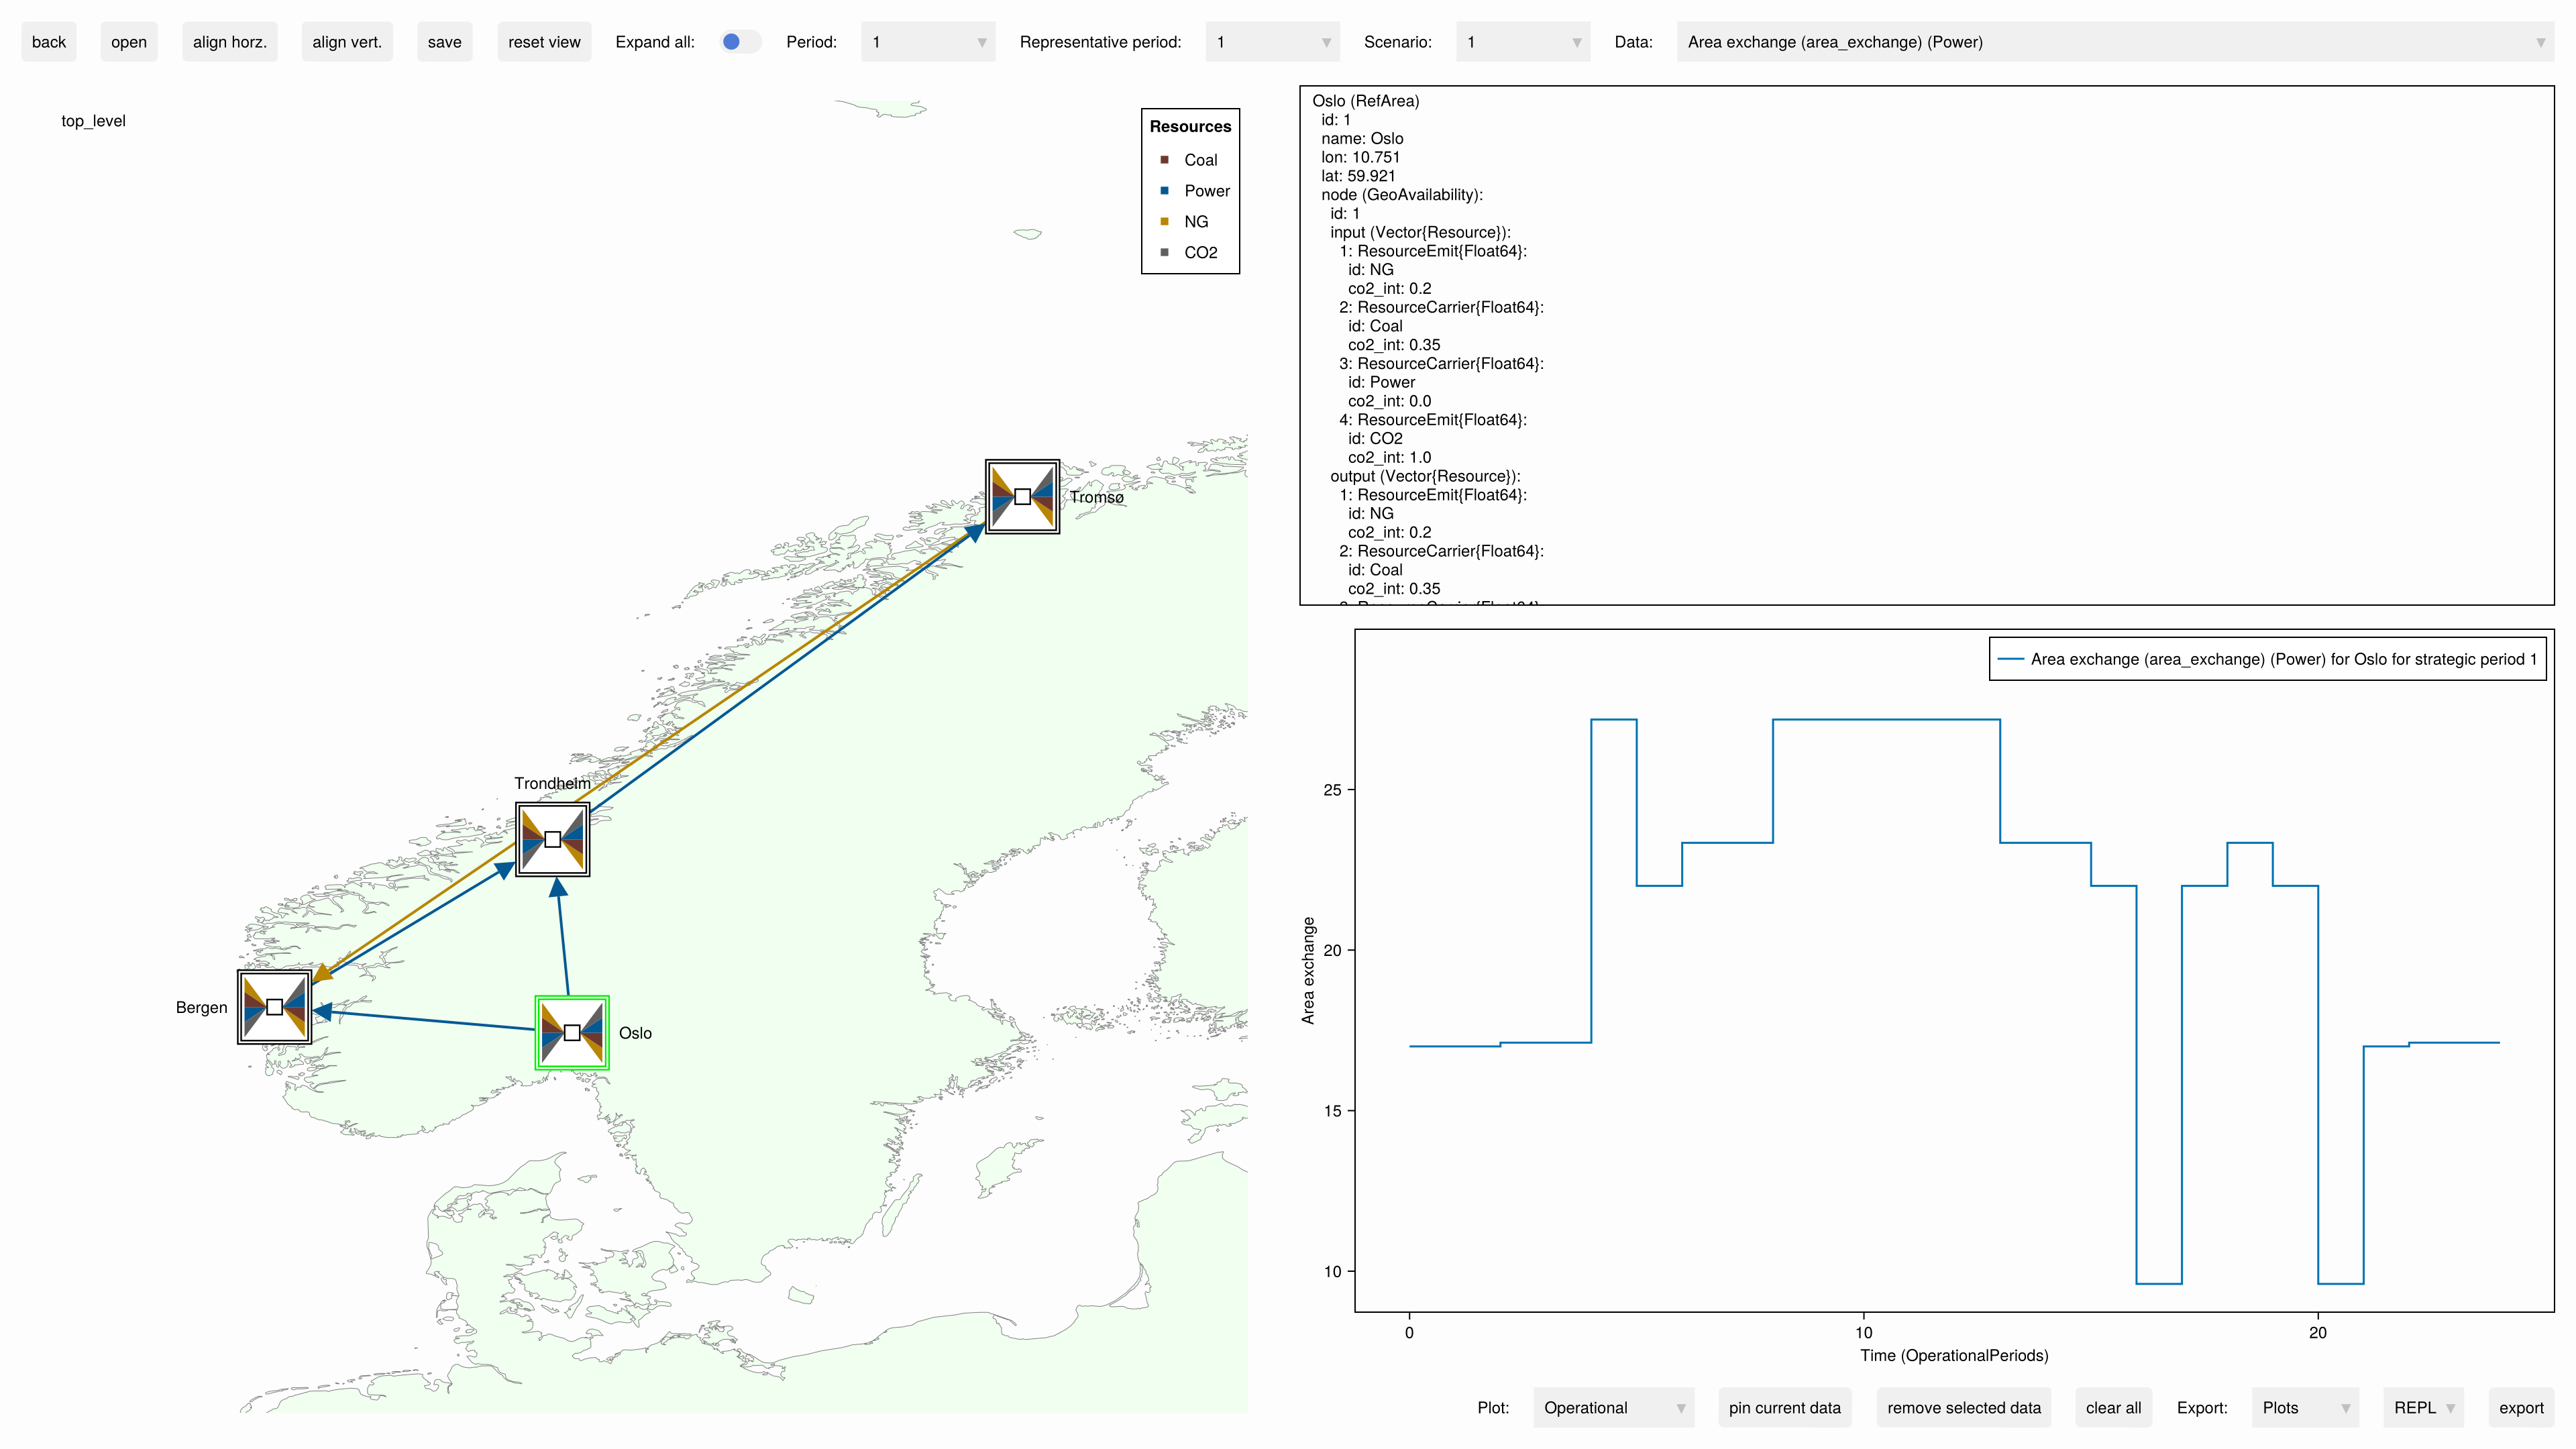 back open align horz. align vert. save reset view Expand all: Period: 1 Representative period: 1 Scenario: 1 Data: Area exchange (area_exchange) (Power)
top_level
Resources
Coal
Power
NG
CO2
Tromsø
Trondheim
Bergen
Oslo
Oslo (RefArea)
id: 1
name: Oslo
lon: 10.751
lat: 59.921
node (GeoAvailability):
id: 1
input (Vector{Resource}):
1: ResourceEmit{Float64}:
id: NG
co2_int: 0.2
2: ResourceCarrier{Float64}:
id: Coal
co2_int: 0.35
3: ResourceCarrier{Float64}:
id: Power
co2_int: 0.0
4: ResourceEmit{Float64}:
id: CO2
co2_int: 1.0
output (Vector{Resource}):
1: ResourceEmit{Float64}:
id: NG
co2_int: 0.2
2: ResourceCarrier{Float64}:
id: Coal
co2_int: 0.35
Area exchange (area_exchange) (Power) for Oslo for strategic period 1
25
20
15
10
Area exchange
0 10 20
Time (OperationalPeriods)
Plot: Operational pin current data remove selected data clear all Export: Plots REPL export